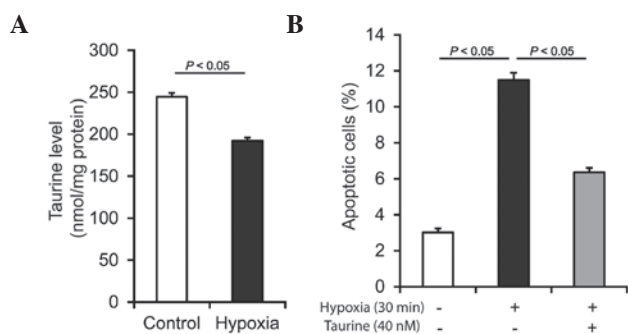 A
Taurine level
(nmol/mg protein)
300
250
200
150
100
50
0
P < 0.05
Control Hypoxia
B
Apoptotic cells (%)
14
12
10
8
6
4
2
0
P < 0.05 P < 0.05
Hypoxia (30 min) - + +
Taurine (40 nM) - - +